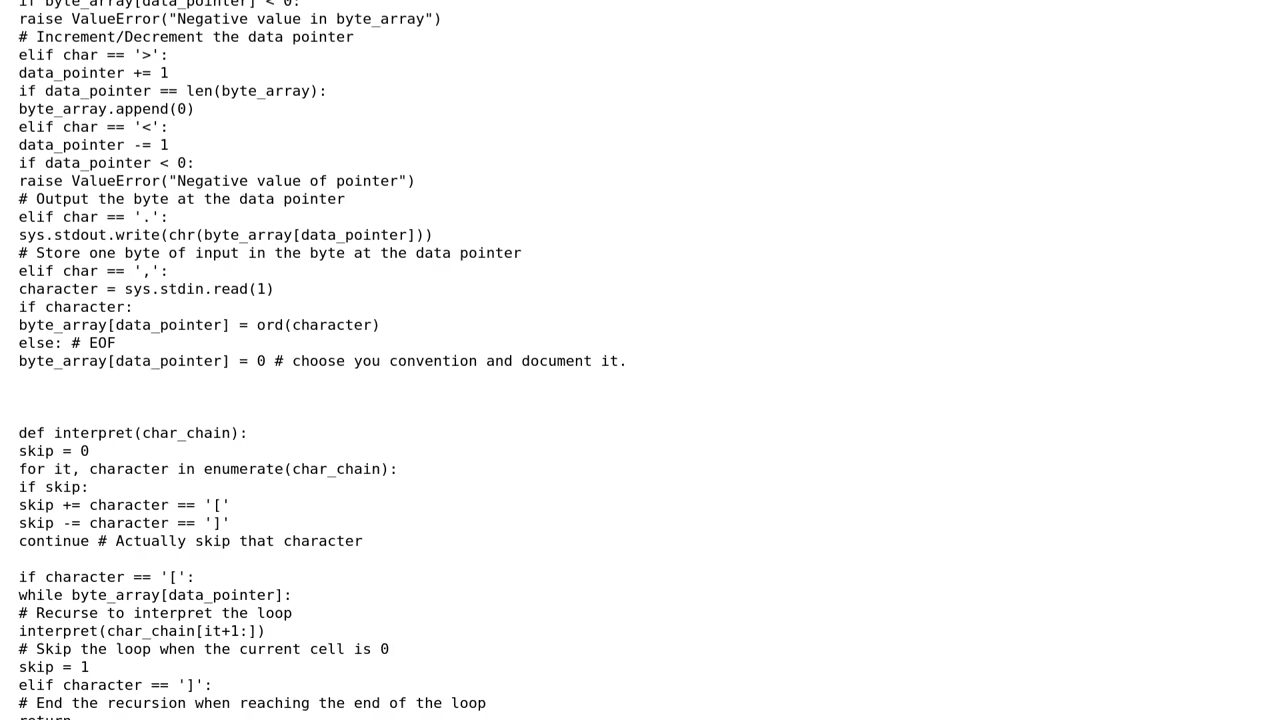 if byte_array[data_pointer] < 0:
raise ValueError("Negative value in byte_array")
# Increment/Decrement the data pointer
elif char == '>':
data_pointer += 1
if data_pointer == len(byte_array):
byte_array.append(0)
elif char == '<':
data_pointer -= 1
if data_pointer < 0:
raise ValueError("Negative value of pointer")
# Output the byte at the data pointer
elif char == '.':
sys.stdout.write(chr(byte_array[data_pointer]))
# Store one byte of input in the byte at the data pointer
elif char == ',':
character = sys.stdin.read(1)
if character:
byte_array[data_pointer] = ord(character)
else: # EOF
byte_array[data_pointer] = 0 # choose you convention and document it.
def interpret(char_chain):
skip = 0
for it, character in enumerate(char_chain):
if skip:
skip += character == '['
skip -= character == ']'
continue # Actually skip that character
if character == '[':
while byte_array[data_pointer]:
# Recurse to interpret the loop
interpret(char_chain[it+1:])
# Skip the loop when the current cell is 0
skip = 1
elif character == ']':
# End the recursion when reaching the end of the loop
return